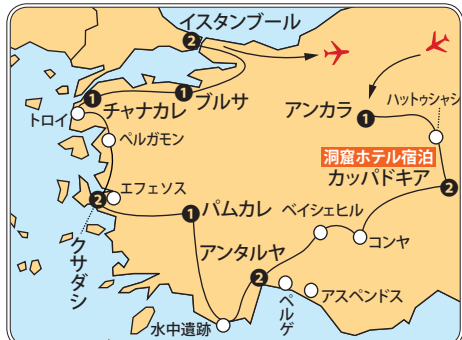 イスタンブール
2
1
ブルサ
1
チャナカレ
トロイ
ペルガモン
アンカラ
1
ハットゥシャシ
洞窟ホテル宿泊
カッパドキア
2
エフェソス
2
クサダシ
1
パムカレ
ベイシェヒル
コンヤ
アンタルヤ
2
ペルゲ
アスペンドス
水中遺跡